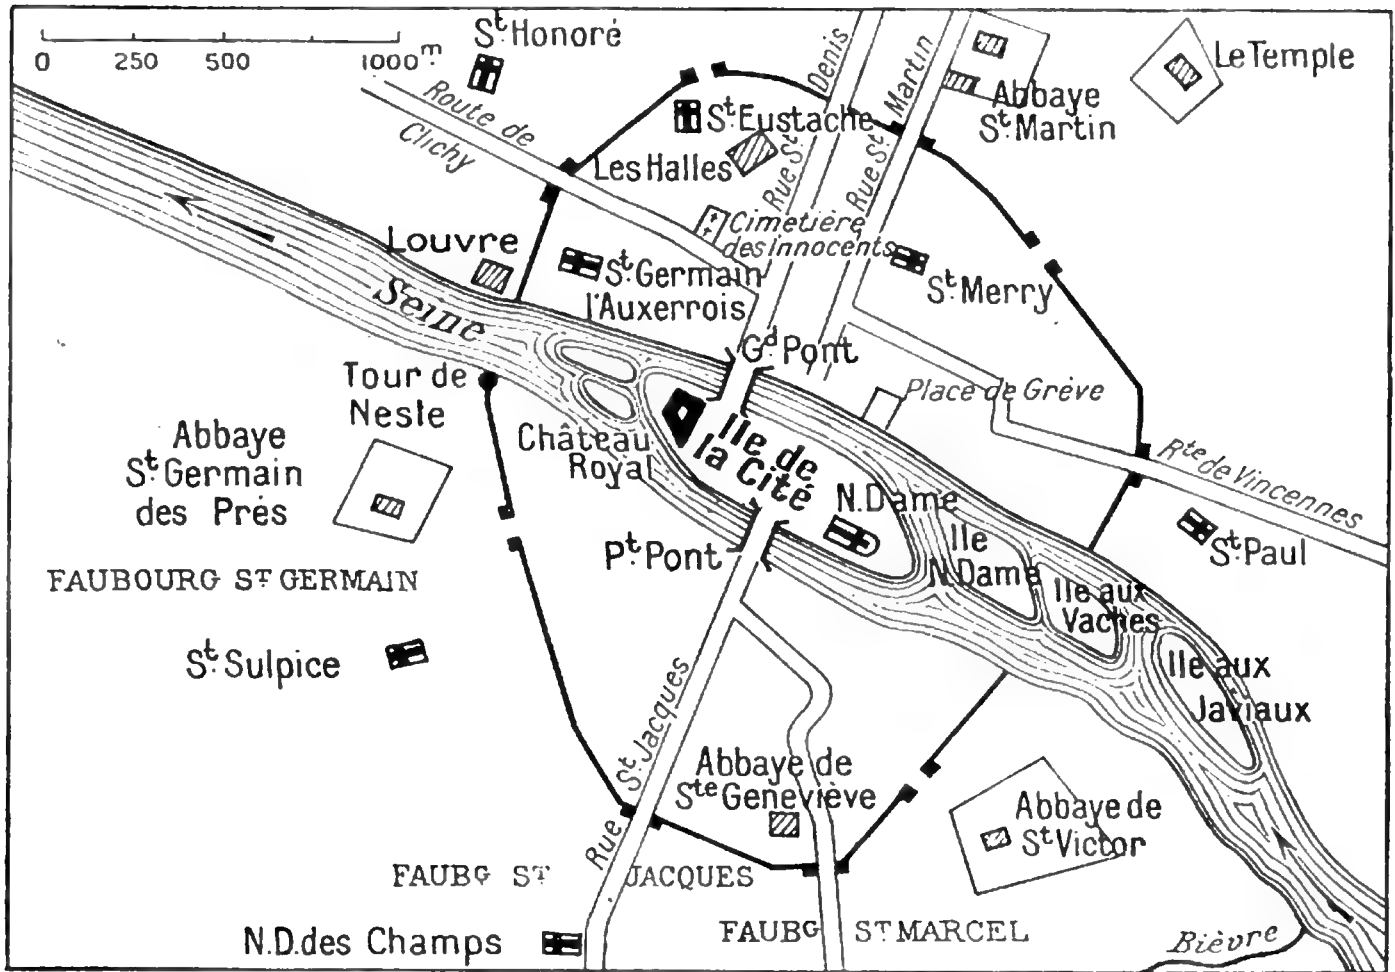 0 250 500 1000 m.
St. Honoré
Route de
Clichy
St. Eustache
Les Halles
Rue St. Denis
Rue St. Martin
Abbaye
St. Martin
Le Temple
Cimetière
des Innocents
Louvre
St. Germain
l'Auxerrois
St. Merry
Seine
Gd. Pont
Place de Grève
Tour de
Nesle
Château
Royal
Ile de
la Cité
Rte de Vincennes
Abbaye
St. Germain
des Prés
N. Dame
Ile
N. Dame
St. Paul
Pt. Pont
Ile aux
Vaches
FAUBOURG ST GERMAIN
St. Sulpice
Ile aux
Javiaux
Rue St. Jacques
Abbaye de
Ste Geneviève
Abbaye de
St. Victor
FAUBG ST JACQUES
FAUBG ST MARCEL
N.D. des Champs
Bièvre